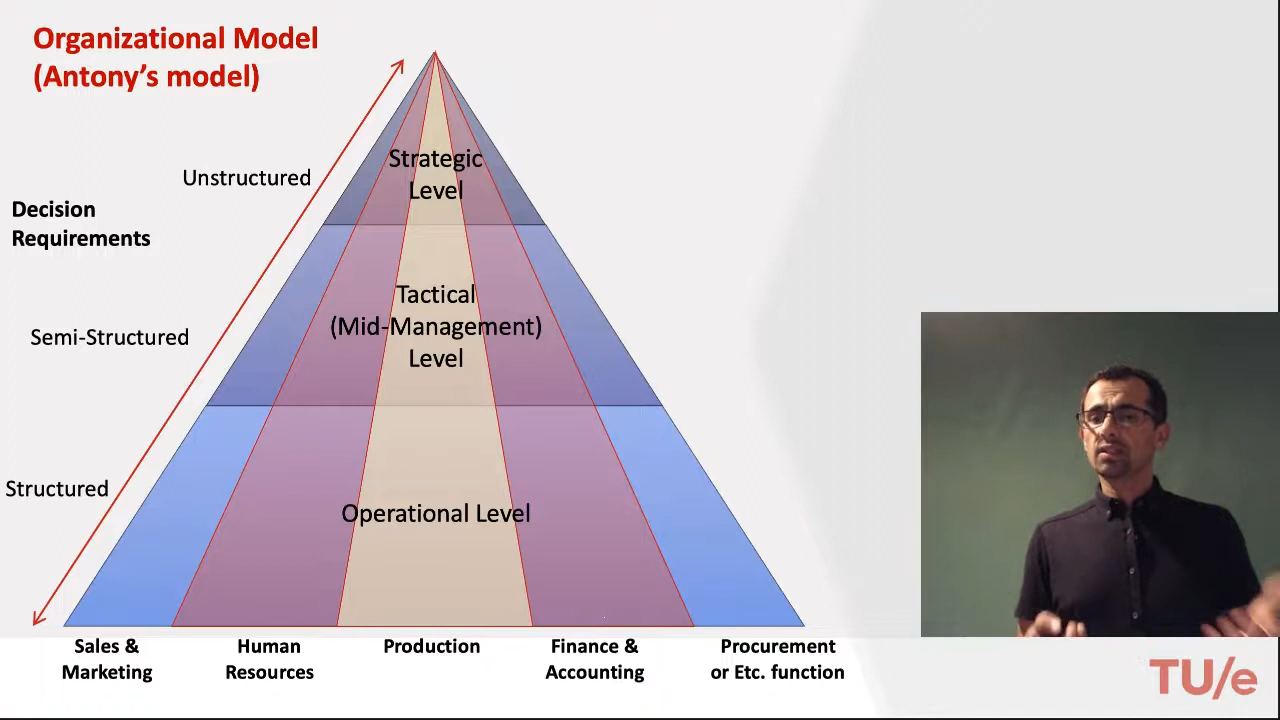 Organizational Model
(Antony's model)
Unstructured
Decision
Requirements
Semi-Structured
Structured
Strategic
Level
Tactical
(Mid-Management)
Level
Operational Level
Sales &
Marketing
Human
Resources
Production
Finance &
Accounting
Procurement
or Etc. function
TU/e